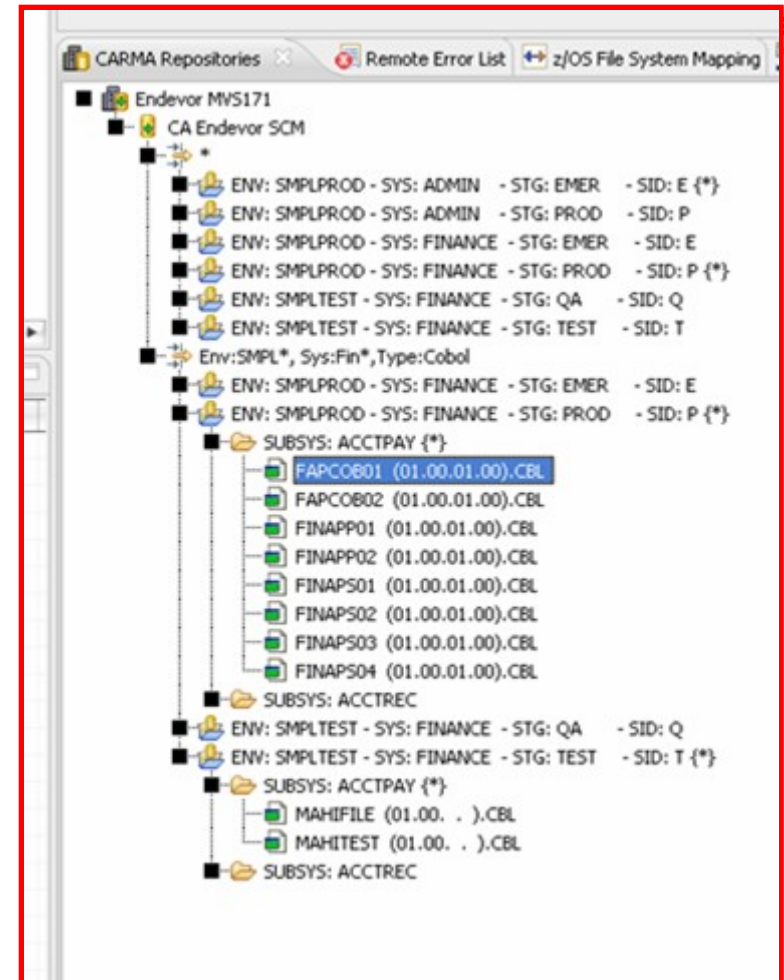 CARMA Repositories Remote Error List z/OS File System Mapping
Endevor MVS171
CA Endevor SCM
*
ENV: SMPLPROD - SYS: ADMIN - STG: EMER - SID: E {*}
ENV: SMPLPROD - SYS: ADMIN - STG: PROD - SID: P
ENV: SMPLPROD - SYS: FINANCE - STG: EMER - SID: E
ENV: SMPLPROD - SYS: FINANCE - STG: PROD - SID: P {*}
ENV: SMPLTEST - SYS: FINANCE - STG: QA - SID: Q
ENV: SMPLTEST - SYS: FINANCE - STG: TEST - SID: T
Env:SMPL*, Sys:Fin*,Type:Cobol
ENV: SMPLPROD - SYS: FINANCE - STG: EMER - SID: E
ENV: SMPLPROD - SYS: FINANCE - STG: PROD - SID: P {*}
SUBSYS: ACCTPAY {*}
FAPCOB01 (01.00.01.00).CBL
FAPCOB02 (01.00.01.00).CBL
FINAPP01 (01.00.01.00).CBL
FINAPP02 (01.00.01.00).CBL
FINAPS01 (01.00.01.00).CBL
FINAPS02 (01.00.01.00).CBL
FINAPS03 (01.00.01.00).CBL
FINAPS04 (01.00.01.00).CBL
SUBSYS: ACCTREC
ENV: SMPLTEST - SYS: FINANCE - STG: QA - SID: Q
ENV: SMPLTEST - SYS: FINANCE - STG: TEST - SID: T {*}
SUBSYS: ACCTPAY {*}
MAHIFILE (01.00. . ).CBL
MAHITEST (01.00. . ).CBL
SUBSYS: ACCTREC